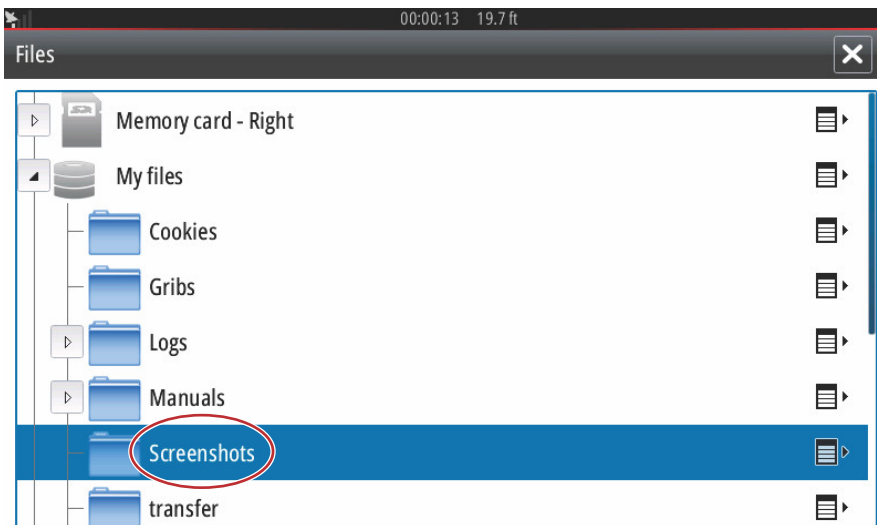 00:00:13 19.7 ft
Files
Memory card - Right
My files
Cookies
Gribs
Logs
Manuals
Screenshots
transfer